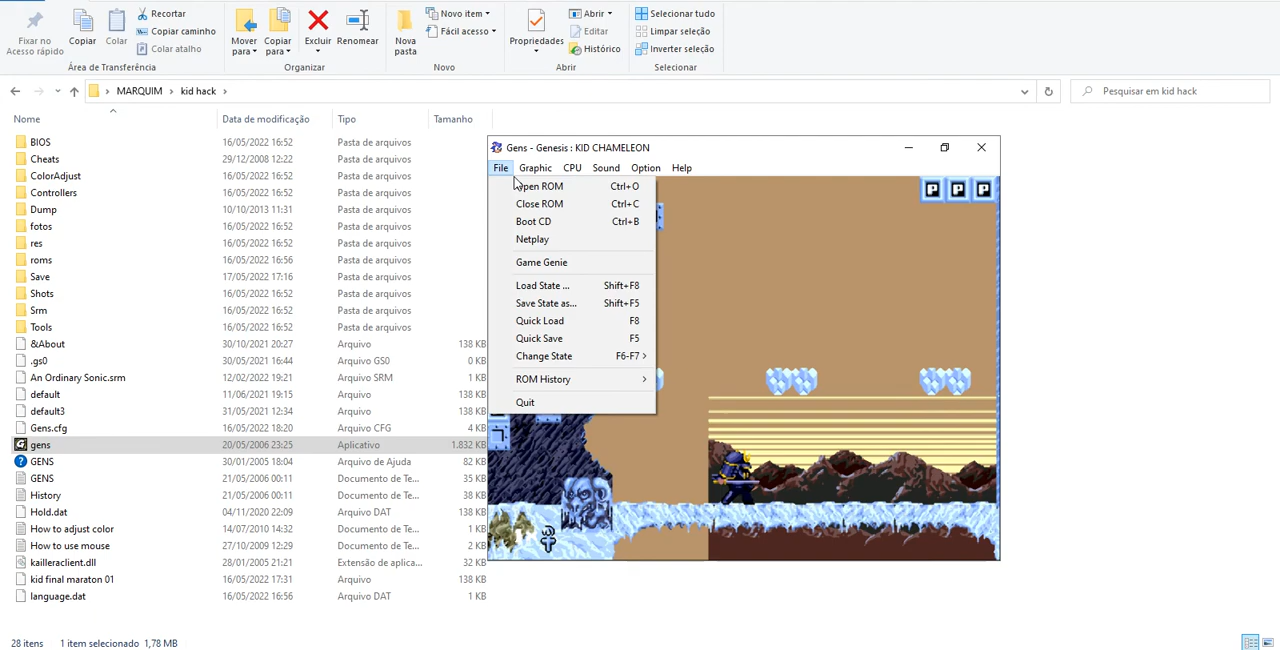 Fixar no
Acesso rápido
Copiar
Colar
Recortar
Copiar caminho
Colar atalho
Área de Transferência
Mover
para
Copiar
para
Excluir
Renomear
Organizar
Nova
pasta
Novo item
Fácil acesso
Novo
Propriedades
Abrir
Editar
Histórico
Abrir
Selecionar tudo
Limpar seleção
Inverter seleção
Selecionar
MARQUIM > kid hack >
Pesquisar em kid hack
Nome Data de modificação Tipo Tamanho
BIOS 16/05/2022 16:52 Pasta de arquivos
Cheats 29/12/2008 12:22 Pasta de arquivos
ColorAdjust 16/05/2022 16:52 Pasta de arquivos
Controllers 16/05/2022 16:52 Pasta de arquivos
Dump 10/10/2013 11:31 Pasta de arquivos
fotos 16/05/2022 16:52 Pasta de arquivos
res 16/05/2022 16:52 Pasta de arquivos
roms 16/05/2022 16:56 Pasta de arquivos
Save 17/05/2022 17:16 Pasta de arquivos
Shots 16/05/2022 16:52 Pasta de arquivos
Srm 16/05/2022 16:52 Pasta de arquivos
Tools 16/05/2022 16:52 Pasta de arquivos
&About 30/10/2021 20:27 Arquivo 138 KB
.gs0 30/05/2021 16:44 Arquivo GS0 0 KB
An Ordinary Sonic.srm 12/02/2022 19:21 Arquivo SRM 1 KB
default 11/06/2021 19:15 Arquivo 138 KB
default3 31/05/2021 12:34 Arquivo 138 KB
Gens.cfg 16/05/2022 18:20 Arquivo CFG 4 KB
gens 20/05/2006 23:25 Aplicativo 1.832 KB
GENS 30/01/2005 18:04 Arquivo de Ajuda 82 KB
GENS 21/05/2006 00:11 Documento de Te... 35 KB
History 21/05/2006 00:11 Documento de Te... 38 KB
Hold.dat 04/11/2020 22:09 Arquivo DAT 138 KB
How to adjust color 14/07/2010 14:32 Documento de Te... 1 KB
How to use mouse 27/10/2009 12:29 Documento de Te... 2 KB
kailleraclient.dll 28/01/2005 21:21 Extensão de aplica... 32 KB
kid final maraton 01 16/05/2022 17:31 Arquivo 138 KB
language.dat 16/05/2022 16:56 Arquivo DAT 1 KB
28 itens 1 item selecionado 1,78 MB
Gens - Genesis : KID CHAMELEON
File Graphic CPU Sound Option Help
ROM Ctrl+O
Close ROM Ctrl+C
Boot CD Ctrl+B
Netplay
Game Genie
Load State ... Shift+F8
Save State as... Shift+F5
Quick Load F8
Quick Save F5
Change State F6-F7
ROM History
Quit
P P P